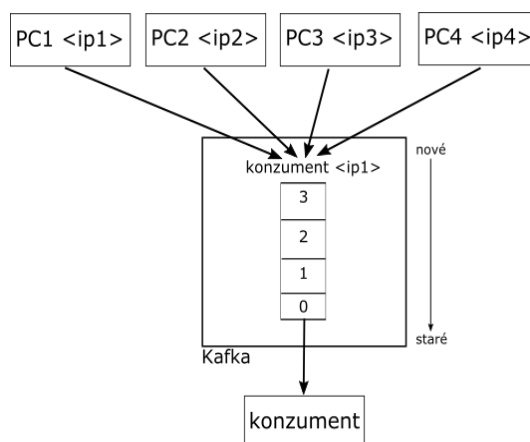 PC1 <ip1>
PC2 <ip2>
PC3 <ip3>
PC4 <ip4>
nové
konzument <ip1>
3
2
1
0
staré
Kafka
konzument